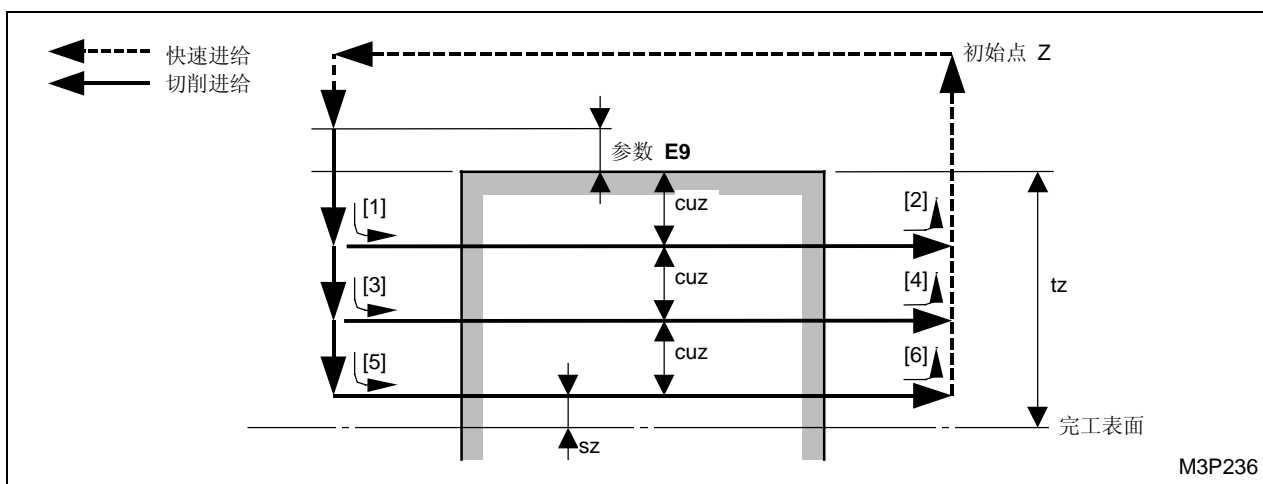 快速进给
切削进给
初始点 Z
参数 E9
[1]
cuz
[2]
[3]
cuz
[4]
tz
[5]
cuz
[6]
完工表面
sz
M3P236